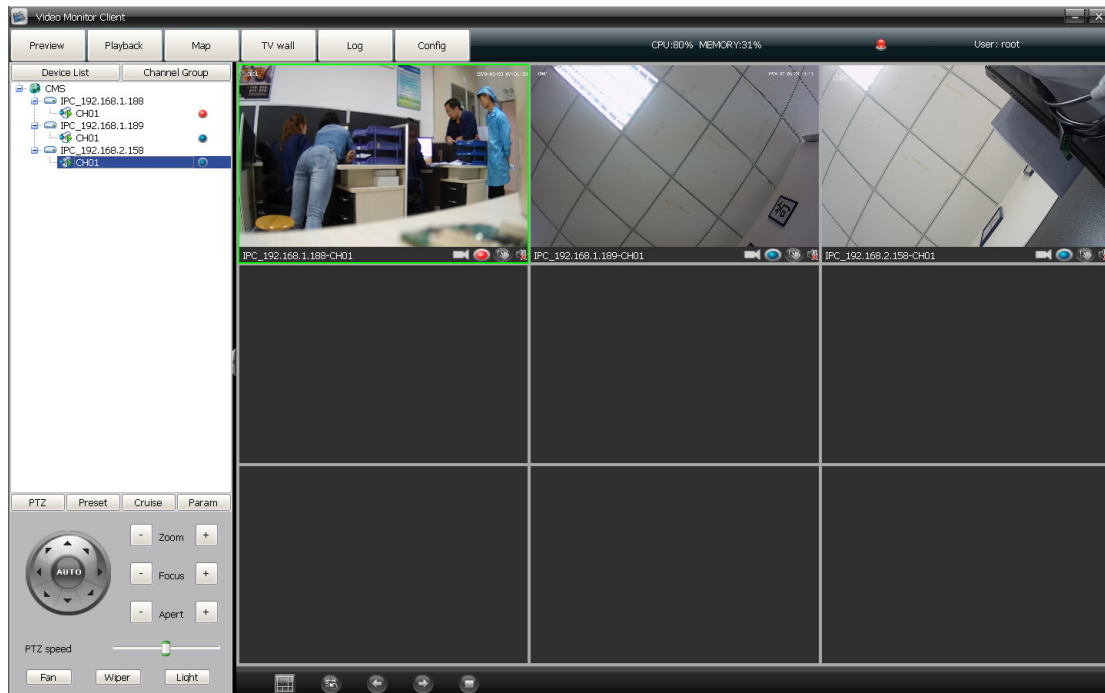 Video Monitor Client
Preview Playback Map TV wall Log Config CPU:80% MEMORY:31% User: root
Device List Channel Group
CMS
IPC_192.168.1.188
CH01
IPC_192.168.1.189
CH01
IPC_192.168.2.158
CH01
IPC_192.168.1.188-CH01
IPC_192.168.1.189-CH01
IPC_192.168.2.158-CH01
PTZ Preset Cruise Param
- Zoom +
AUTO
- Focus +
- Apert +
PTZ speed
Fan Wiper Light